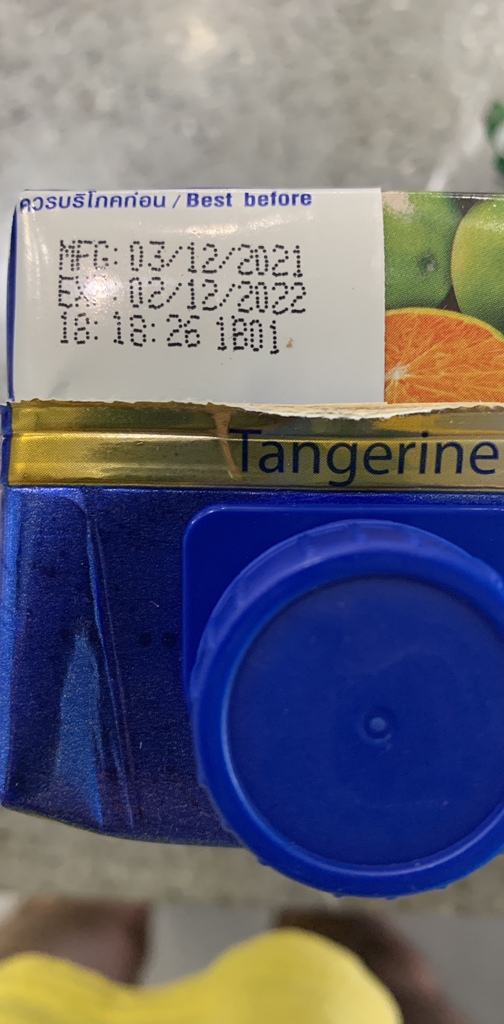 ควรบริโภคก่อน / Best before
MFG: 03/12/2021
EXP: 02/12/2022
18: 18: 26 1B01
Tangerine